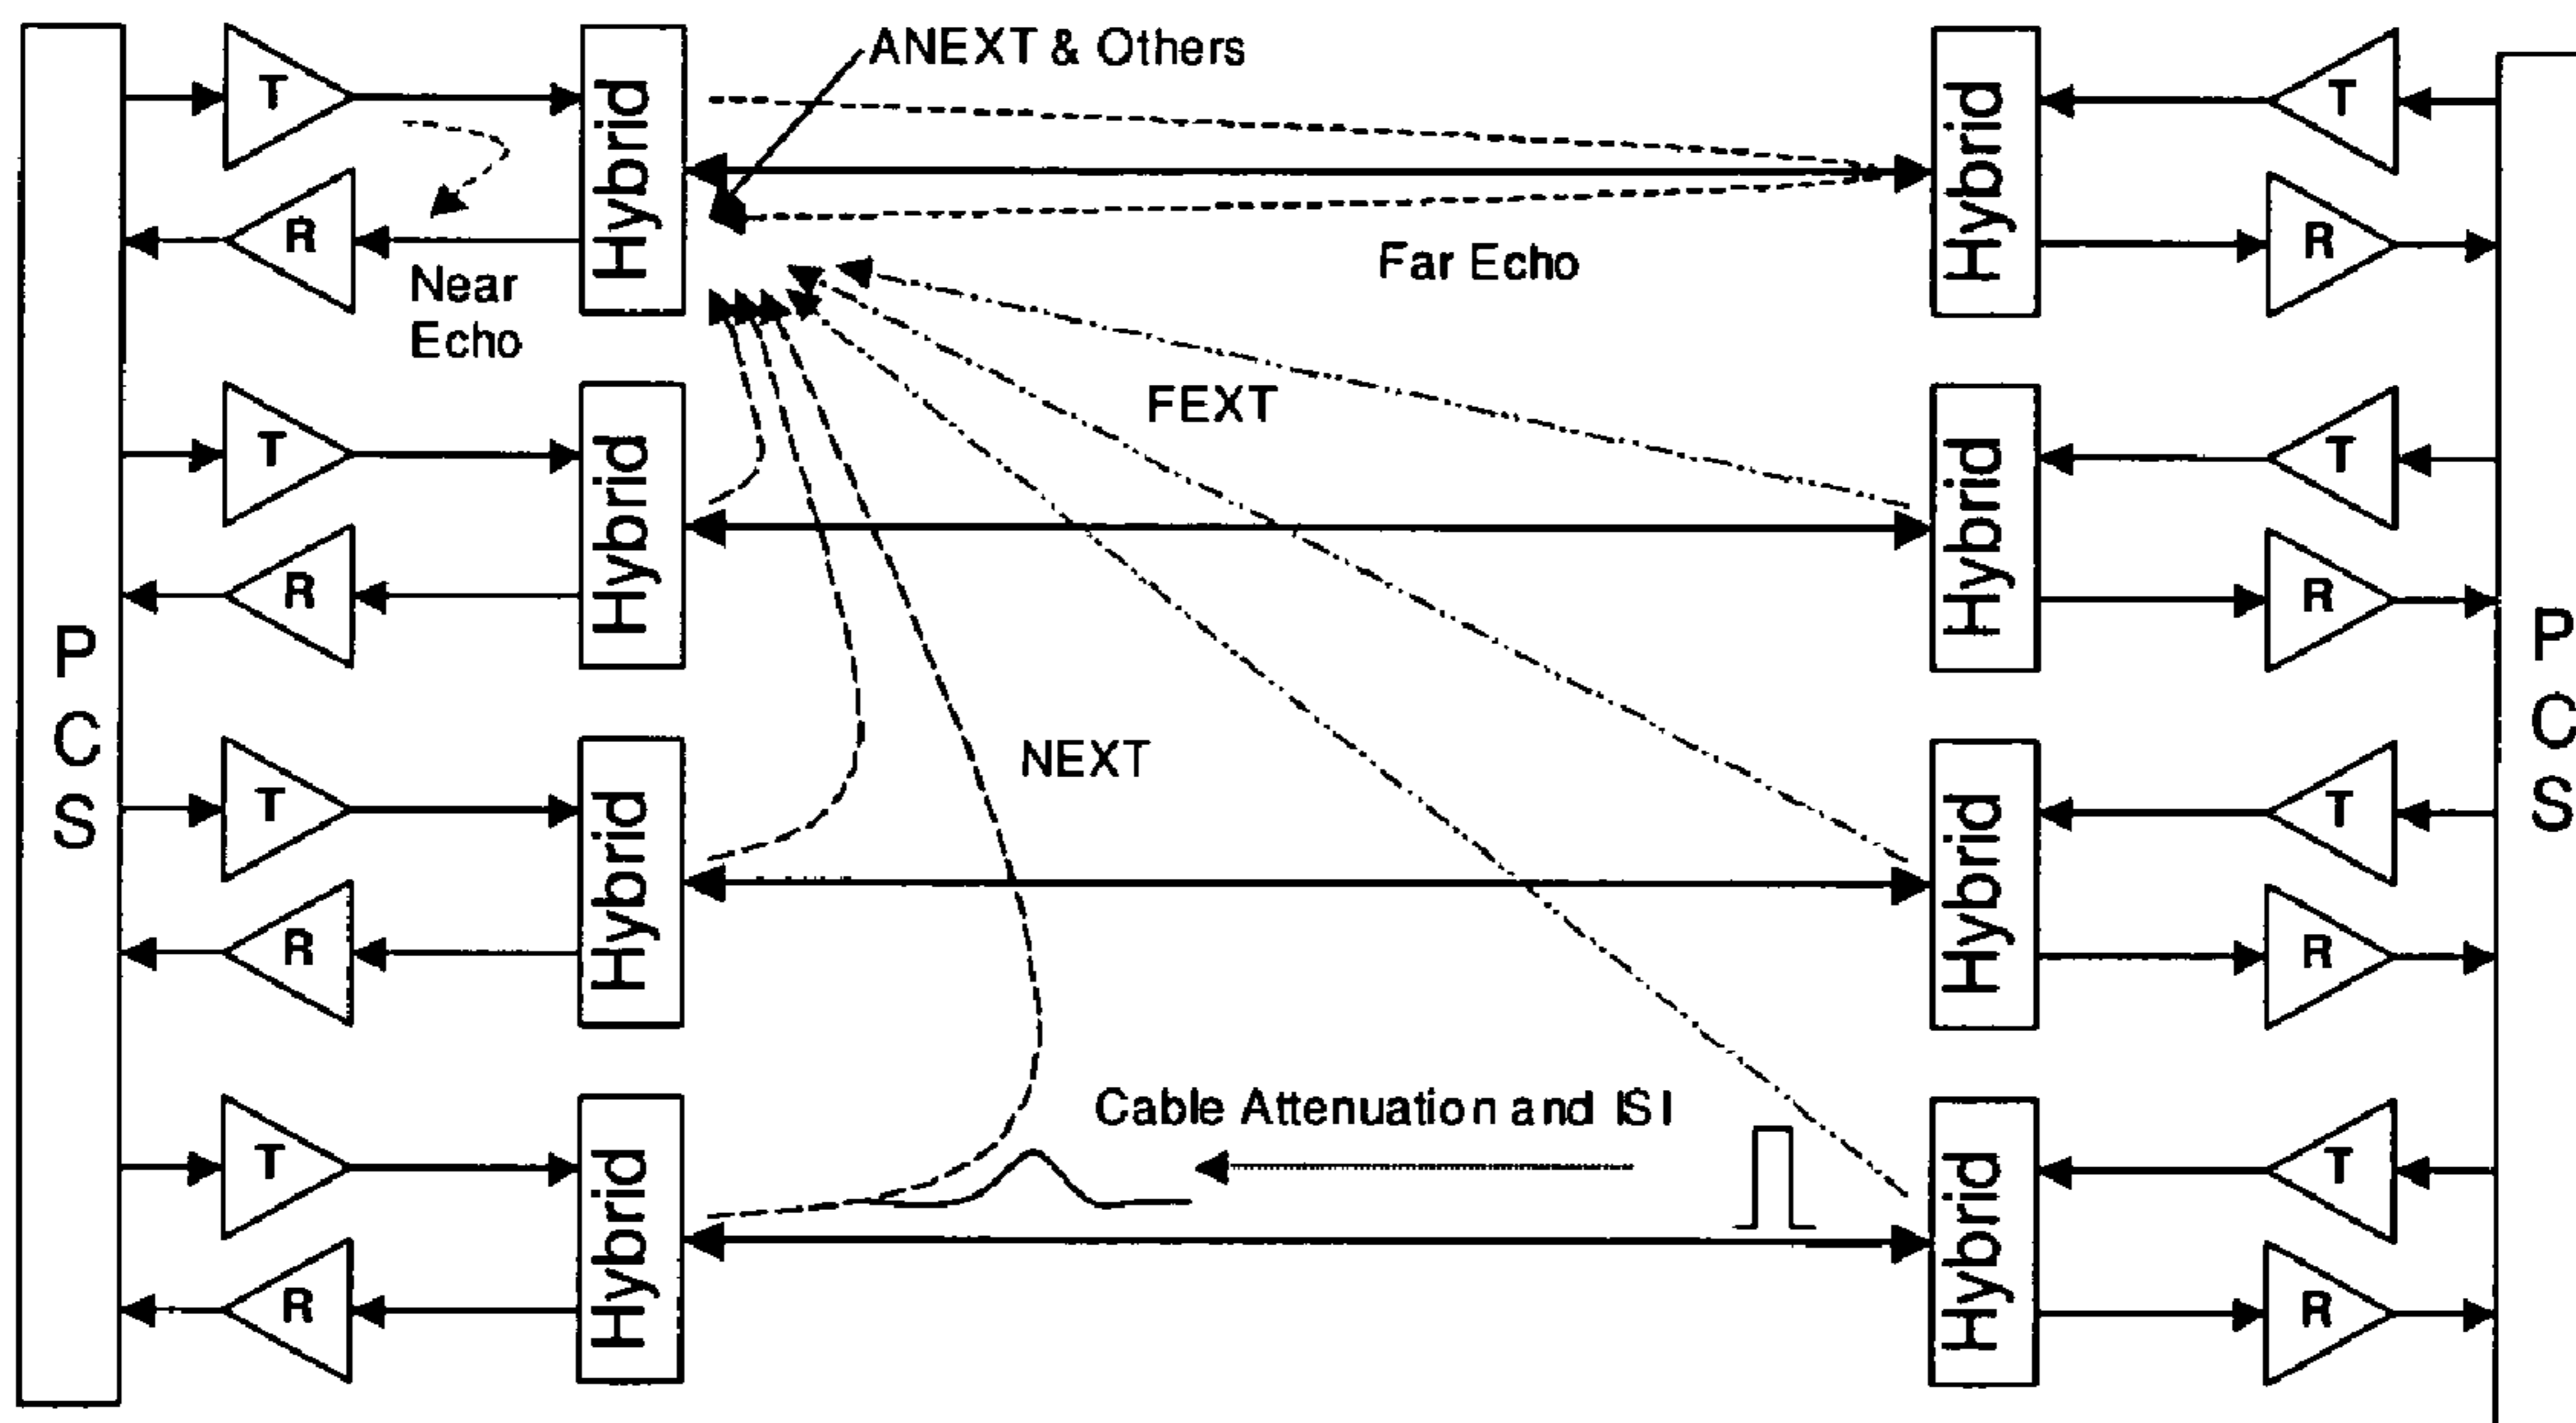 ANEXT & Others
T
Hybrid
Hybrid
T
R
Near
Echo
Far Echo
R
T
Hybrid
FEXT
Hybrid
T
R
R
P
C
S
NEXT
P
C
S
T
Hybrid
Hybrid
T
R
R
Cable Attenuation and ISI
T
Hybrid
Hybrid
T
R
R